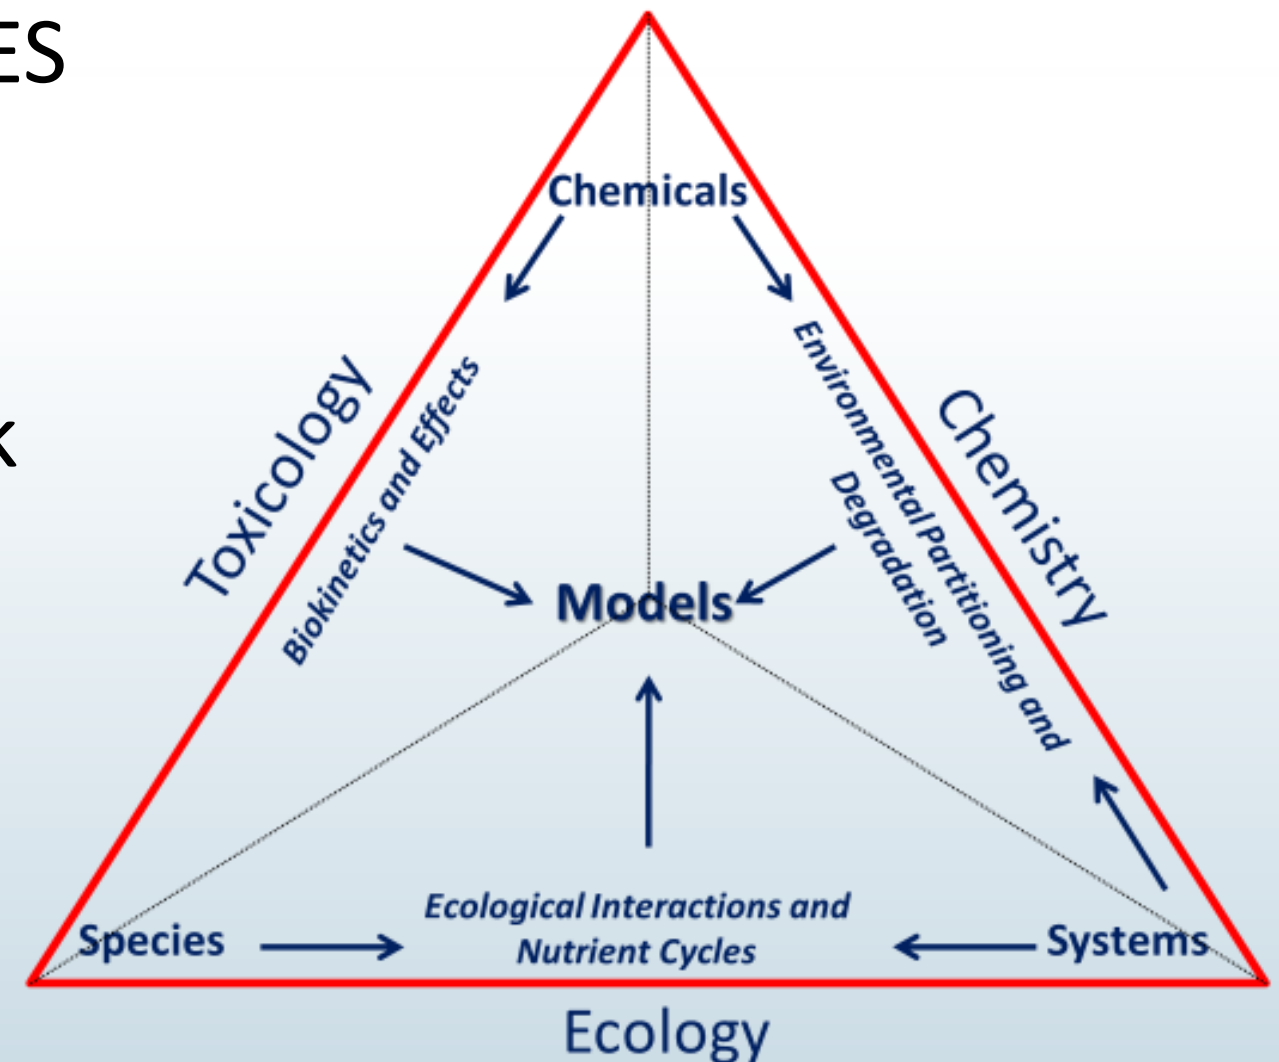 ES
Chemicals
k
Toxicology
Biokinetics and Effects
Environmental Partitioning and
Degradation
Chemistry
Models
Ecological Interactions and
Nutrient Cycles
Species
Systems
Ecology